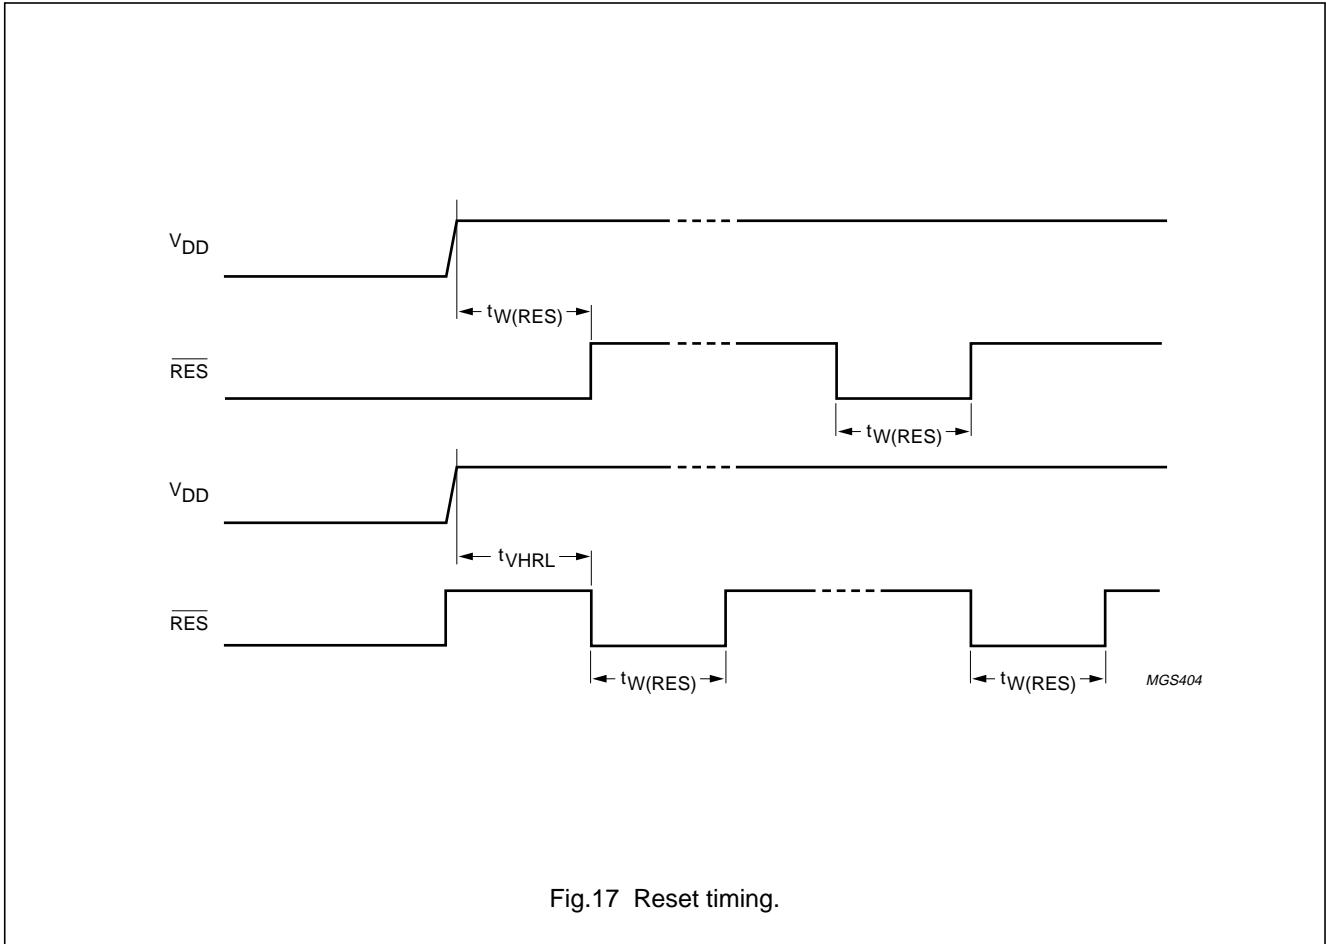 VDD
tW(RES)
RES
tW(RES)
VDD
tVHRL
RES
tW(RES) tW(RES)
MGS404
Fig.17 Reset timing.